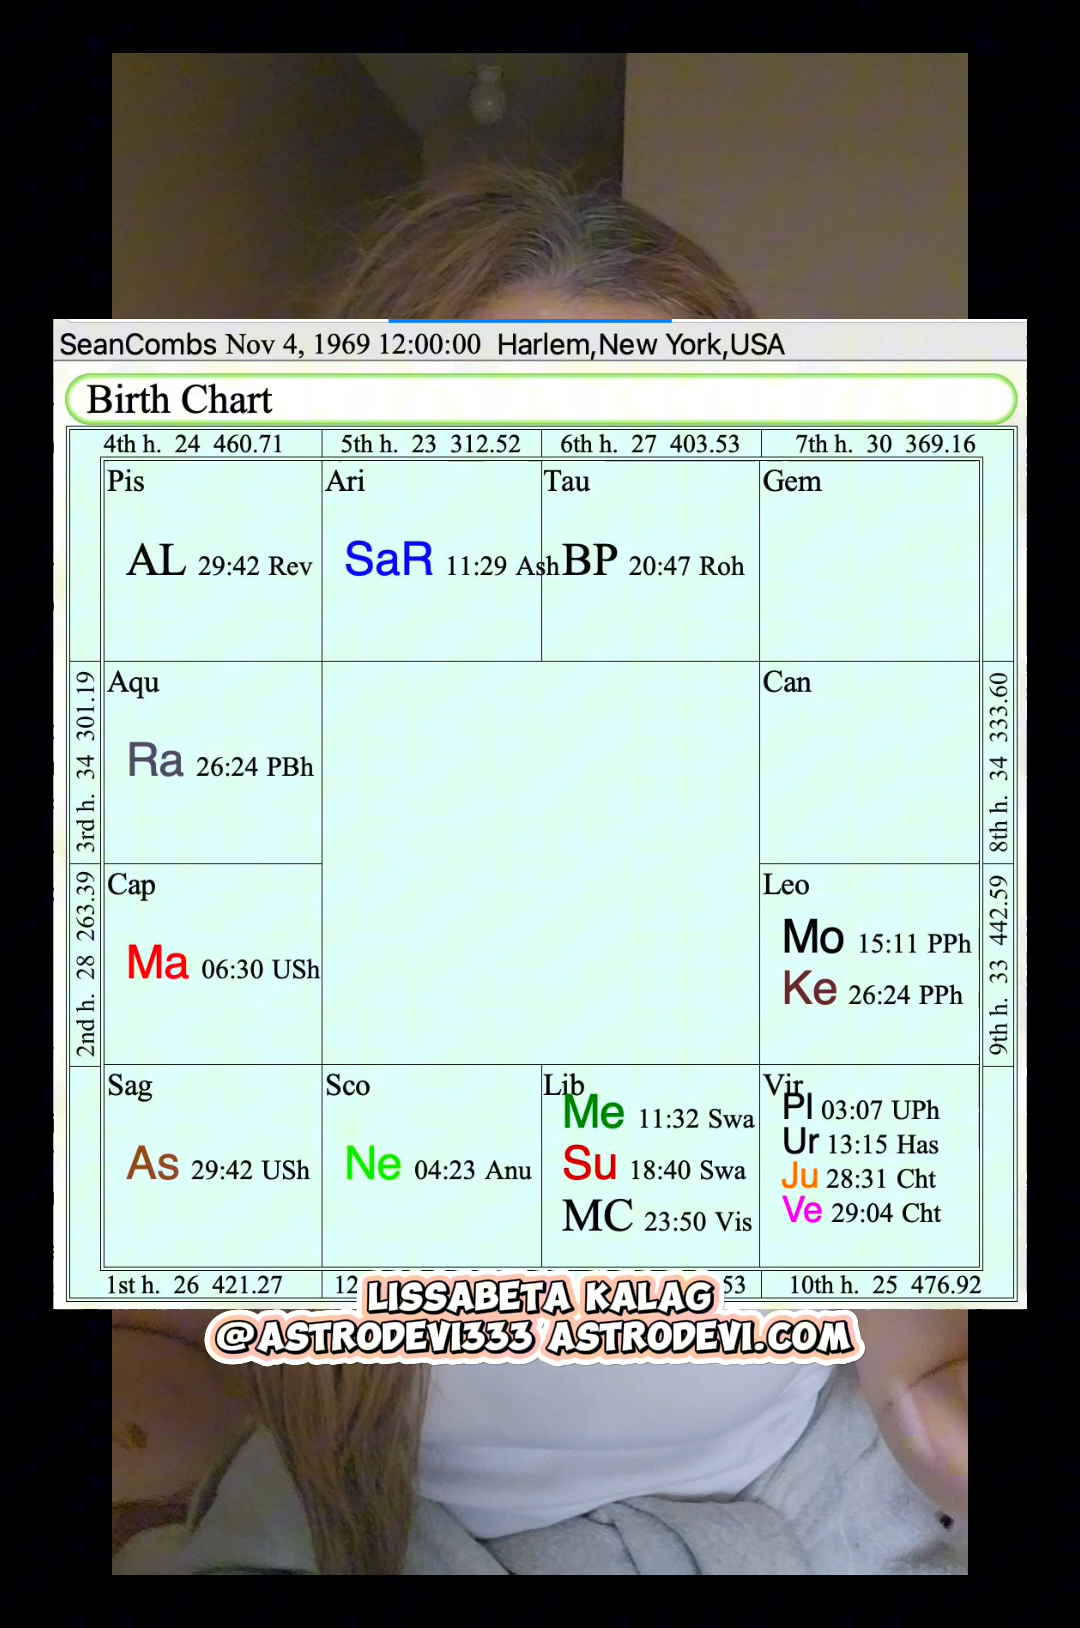 SeanCombs Nov 4, 1969 12:00:00 Harlem,New York,USA
Birth Chart
4th h. 24 460.71
5th h. 23 312.52
6th h. 27 403.53
7th h. 30 369.16
Pis
AL 29:42 Rev
Ari
SaR 11:29 Ash
Tau
BP 20:47 Roh
Gem
3rd h. 34 301.19
Aqu
Ra 26:24 PBh
Can
8th h. 34 333.60
2nd h. 28 263.39
Cap
Ma 06:30 USh
Leo
Mo 15:11 PPh
Ke 26:24 PPh
9th h. 33 442.59
Sag
As 29:42 USh
Sco
Ne 04:23 Anu
Lib
Me 11:32 Swa
Su 18:40 Swa
MC 23:50 Vis
Vir
Pl 03:07 UPh
Ur 13:15 Has
Ju 28:31 Cht
Ve 29:04 Cht
1st h. 26 421.27
12
53
10th h. 25 476.92
LISSABETA KALAG
@ASTRODEVI333 ASTRODEVI.COM